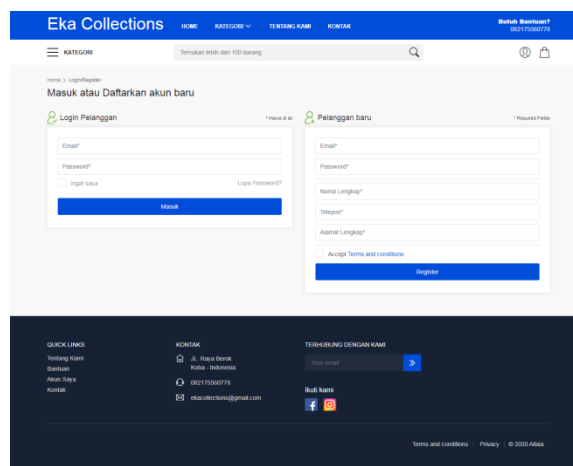 Eka Collections
HOME KATEGORI TENTANG KAMI KONTAK
Butuh Bantuan?
082175560778
KATEGORI
Temukan lebih dari 100 barang
Home > Login/Register
Masuk atau Daftarkan akun baru
Login Pelanggan
* Harus di isi
Email*
Password*
Ingat saya
Lupa Password?
Masuk
Pelanggan baru
* Required Fields
Email*
Password*
Nama Lengkap*
Telepon*
Alamat Lengkap*
Accept Terms and conditions
Register
QUICK LINKS
Tentang Kami
Bantuan
Akun Saya
Kontak
KONTAK
JL. Raya Berok
Koba - Indonesia
082175560778
ekacollections@gmail.com
TERHUBUNG DENGAN KAMI
Your email
Ikuti kami
Terms and conditions Privacy © 2020 Allaia